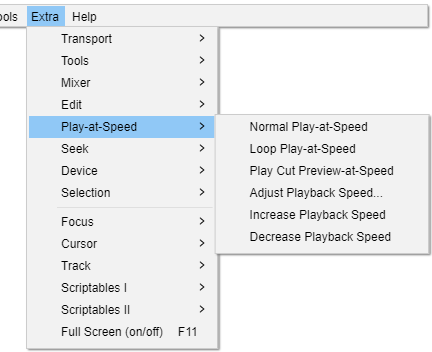 ools Extra Help
Transport
Tools
Mixer
Edit
Play-at-Speed
Seek
Device
Selection
Focus
Cursor
Track
Scriptables I
Scriptables II
Full Screen (on/off) F11
Normal Play-at-Speed
Loop Play-at-Speed
Play Cut Preview-at-Speed
Adjust Playback Speed...
Increase Playback Speed
Decrease Playback Speed